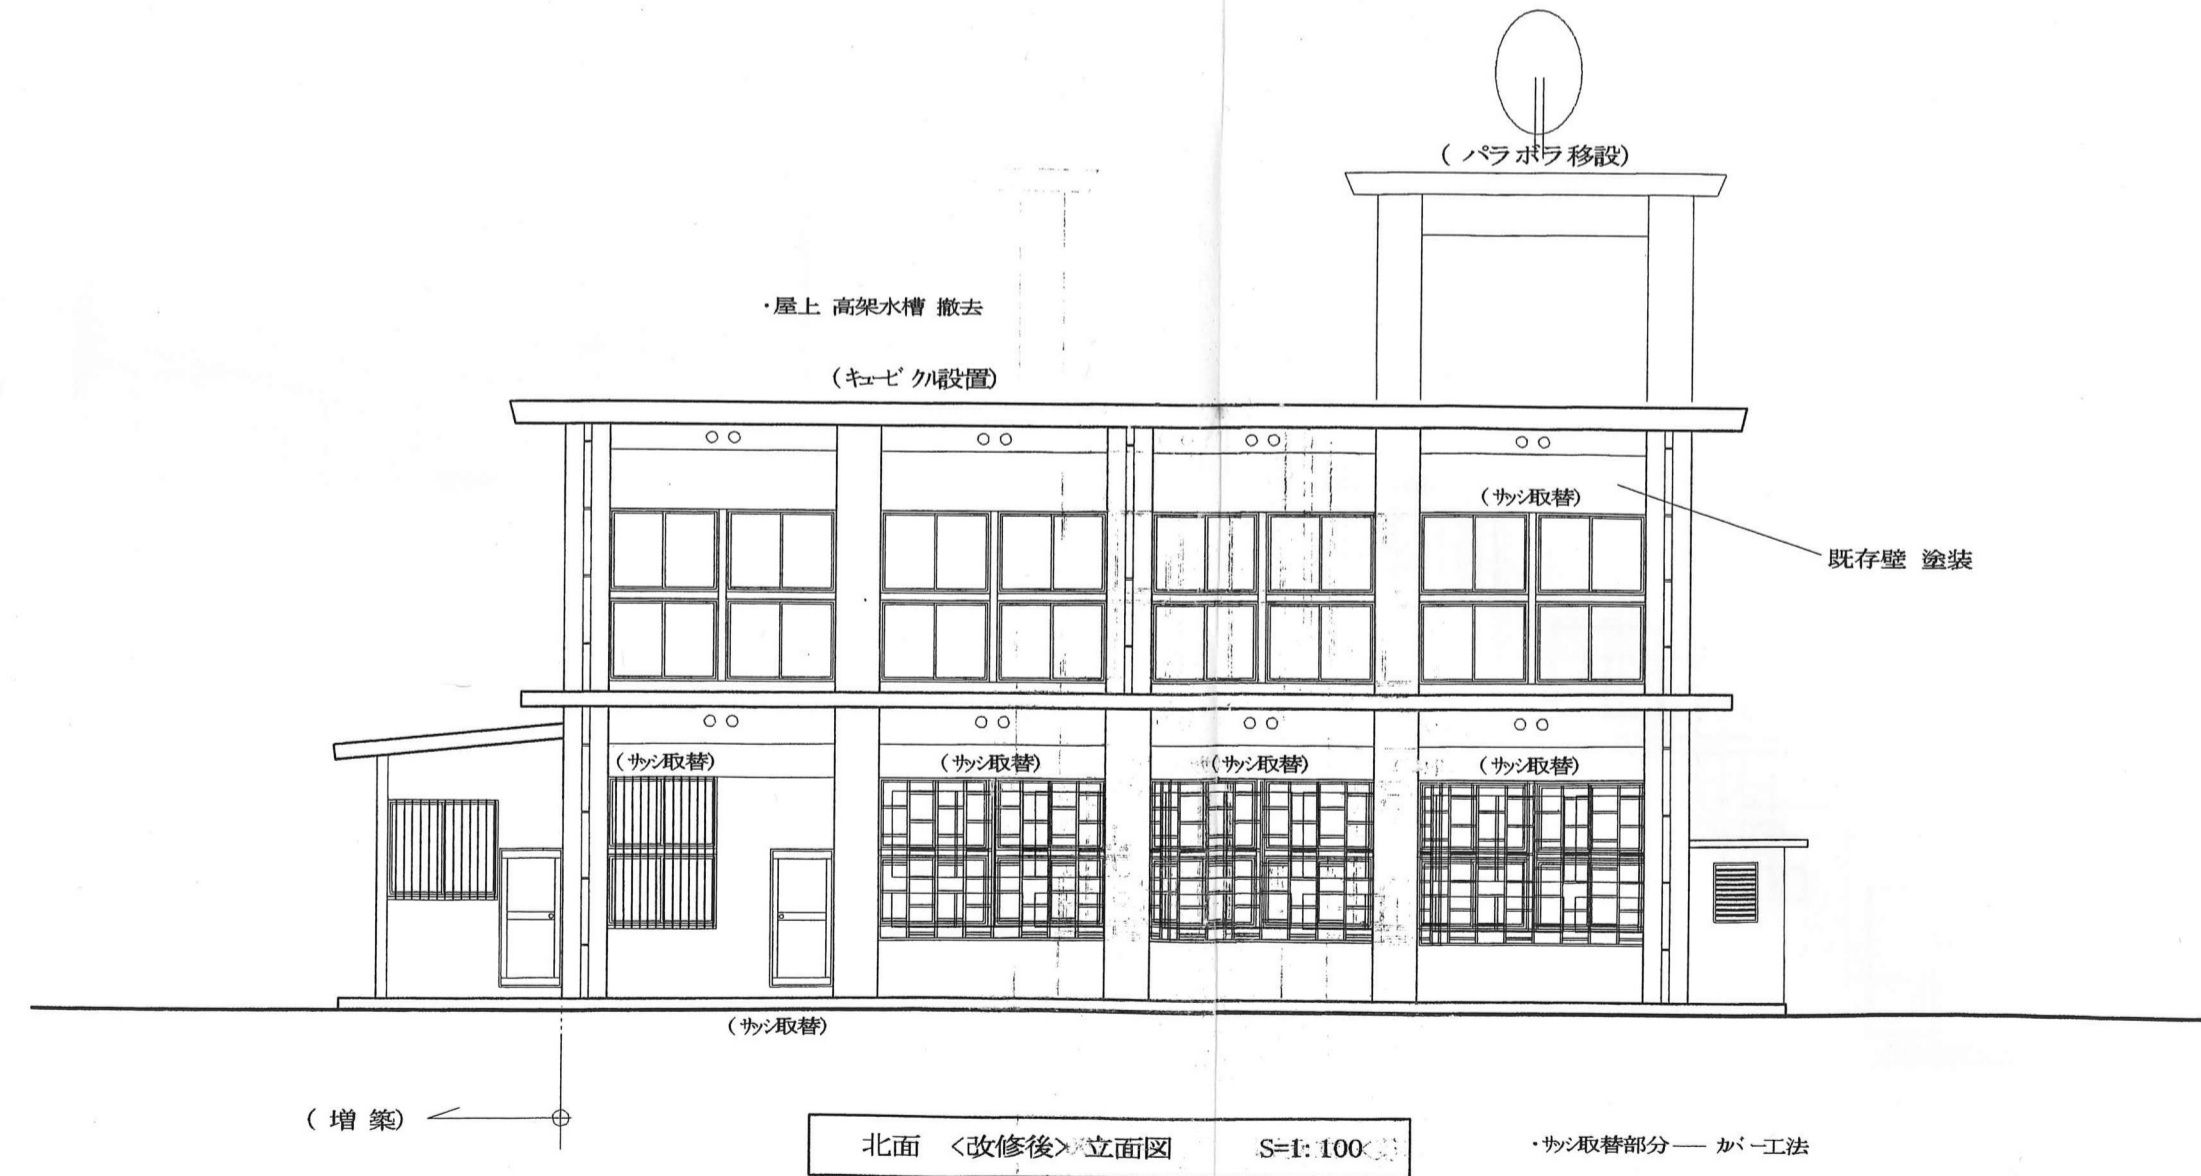 ( パラボラ移設)
・屋上 高架水槽 撤去
(キュービクル設置)
(サッシ取替)
既存壁 塗装
(サッシ取替)
(サッシ取替)
(サッシ取替)
(サッシ取替)
(サッシ取替)
( 増 築)
北面 <改修後> 立面図 S=1:100
・サッシ取替部分 ― カバー工法